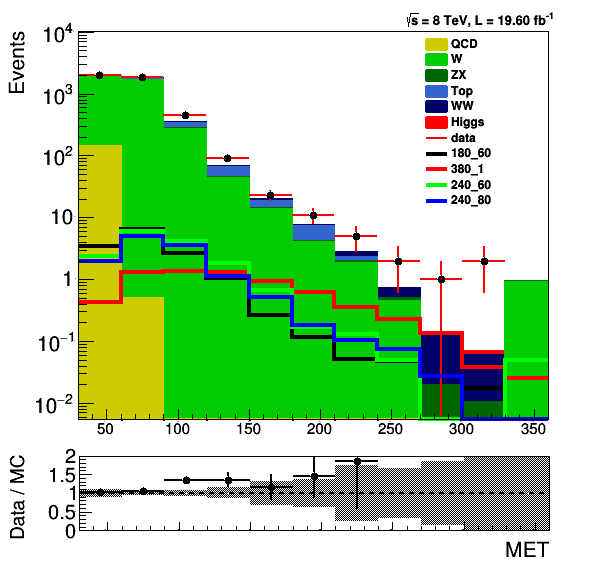 √s = 8 TeV, L = 19.60 fb⁻¹
Events
10⁴
10³
10²
10
1
10⁻¹
10⁻²
QCD
W
ZX
Top
WW
Higgs
data
180_60
380_1
240_60
240_80
50 100 150 200 250 300 350
Data / MC
2
1.5
1
0.5
0
MET